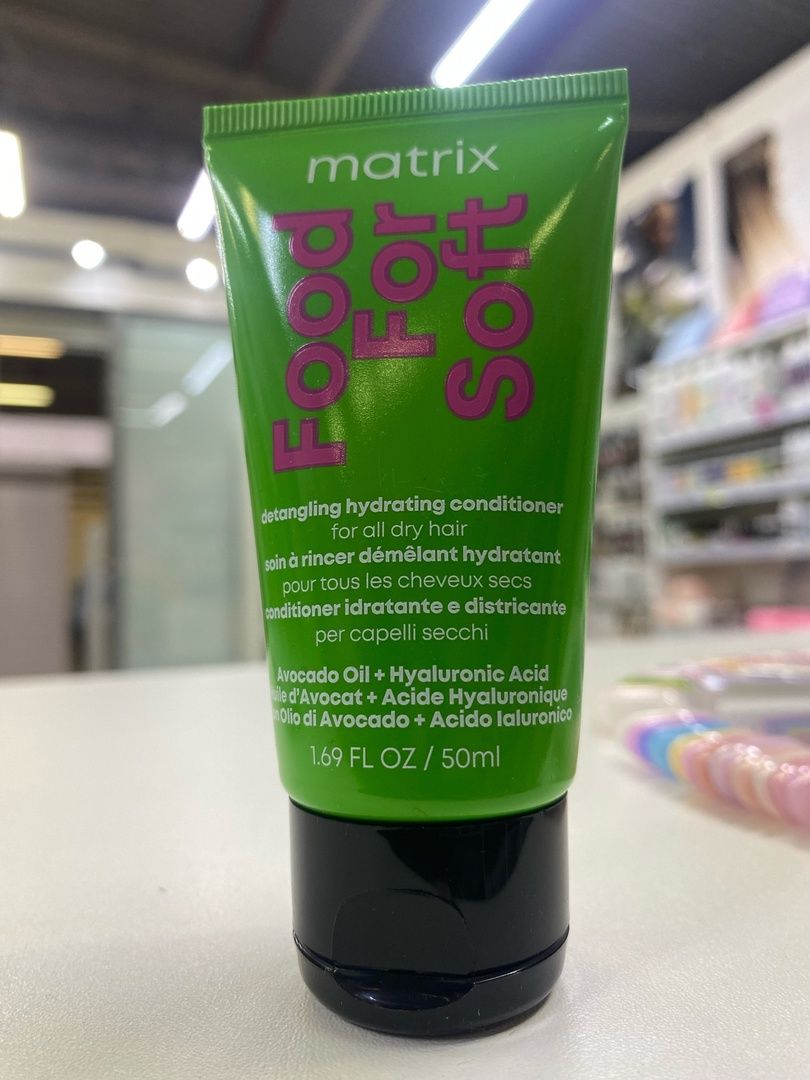 matrix
Food
For
Soft
detangling hydrating conditioner
for all dry hair
soin à rincer démêlant hydratant
pour tous les cheveux secs
conditioner idratante e districante
per capelli secchi
Avocado Oil + Hyaluronic Acid
d'Avocat + Acide Hyaluronique
Olio di Avocado + Acido Ialuronico
1.69 FL OZ / 50ml